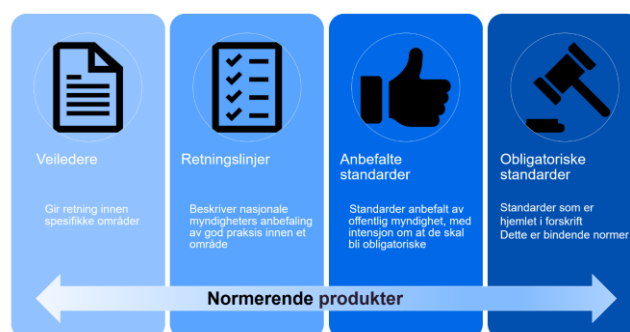 Veiledere
Gir retning innen
spesifikke områder
Retningslinjer
Beskriver nasjonale
myndigheters anbefaling
av god praksis innen et
område
Anbefalte
standarder
Standarder anbefalt av
offentlig myndighet, med
intensjon om at de skal
bli obligatoriske
Obligatoriske
standarder
Standarder som er
hjemlet i forskrift
Dette er bindende normer
Normerende produkter